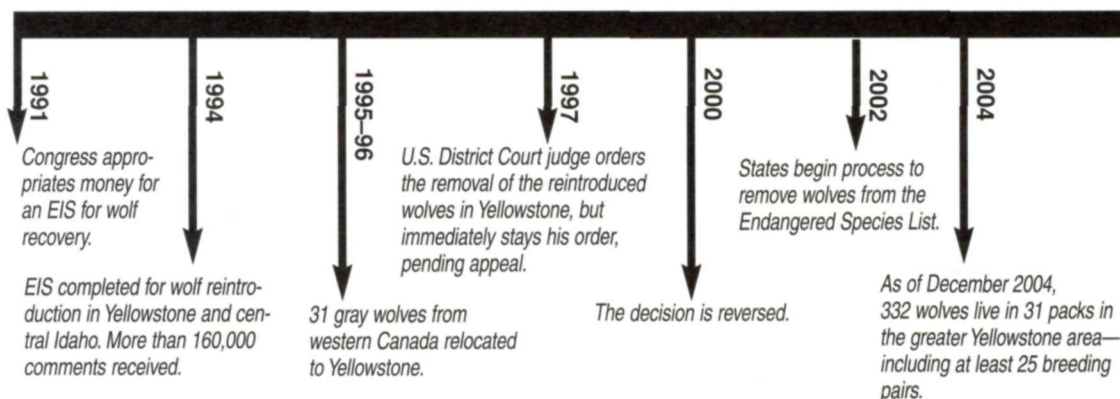 1991
Congress appro-
priates money for
an EIS for wolf
recovery.
1994
EIS completed for wolf reintro-
duction in Yellowstone and cen-
tral Idaho. More than 160,000
comments received.
1995–96
31 gray wolves from
western Canada relocated
to Yellowstone.
1997
U.S. District Court judge orders
the removal of the reintroduced
wolves in Yellowstone, but
immediately stays his order,
pending appeal.
2000
The decision is reversed.
2002
States begin process to
remove wolves from the
Endangered Species List.
2004
As of December 2004,
332 wolves live in 31 packs in
the greater Yellowstone area—
including at least 25 breeding
pairs.